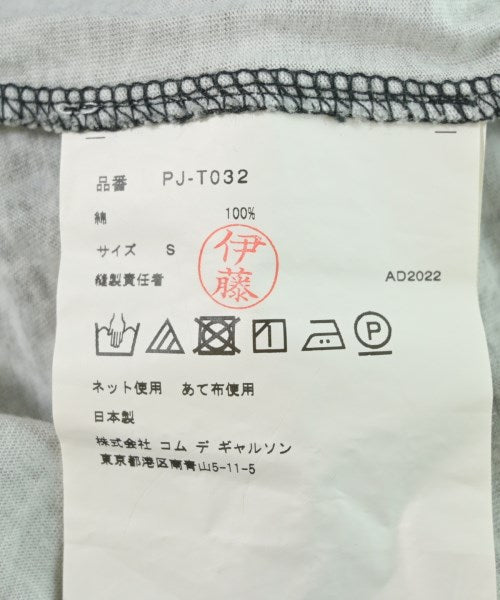 品番 PJ-T032
綿 100%
サイズ S
縫製責任者 伊藤 AD2022
P
ネット使用 あて布使用
日本製
株式会社 コム デ ギャルソン
東京都港区南青山5-11-5